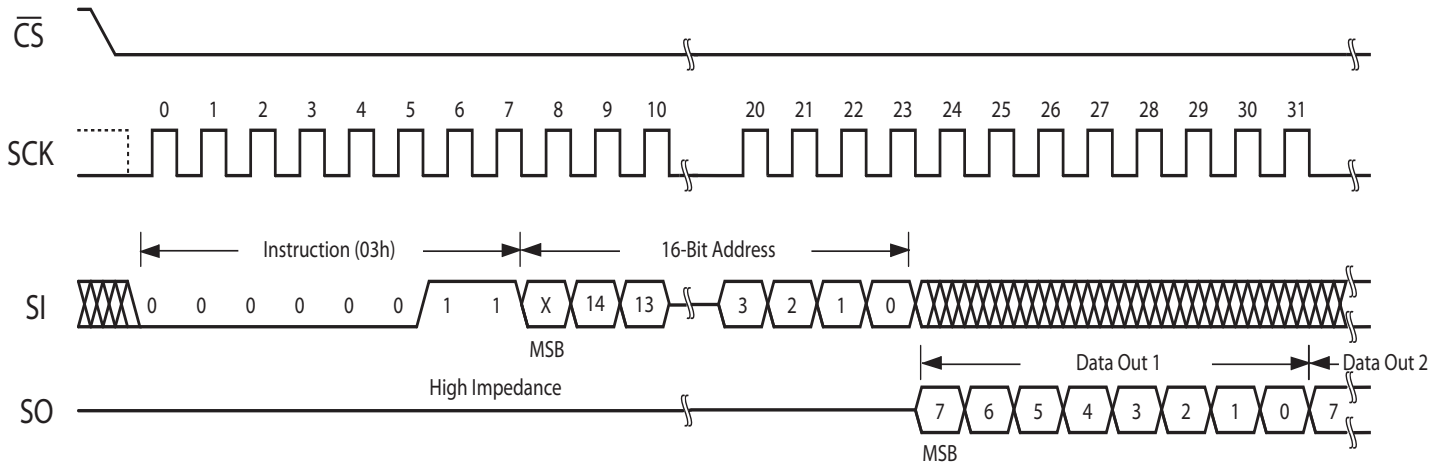 CS
0 1 2 3 4 5 6 7 8 9 10 20 21 22 23 24 25 26 27 28 29 30 31
SCK
Instruction (03h) 16-Bit Address
SI 0 0 0 0 0 0 1 1 X 14 13 3 2 1 0
MSB
Data Out 1 Data Out 2
High Impedance
SO 7 6 5 4 3 2 1 0 7
MSB